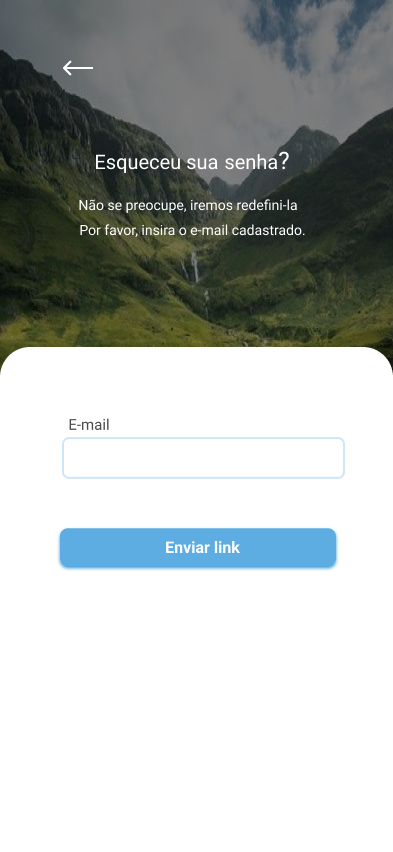 Esqueceu sua senha?
Não se preocupe, iremos redefini-la
Por favor, insira o e-mail cadastrado.
E-mail
Enviar link